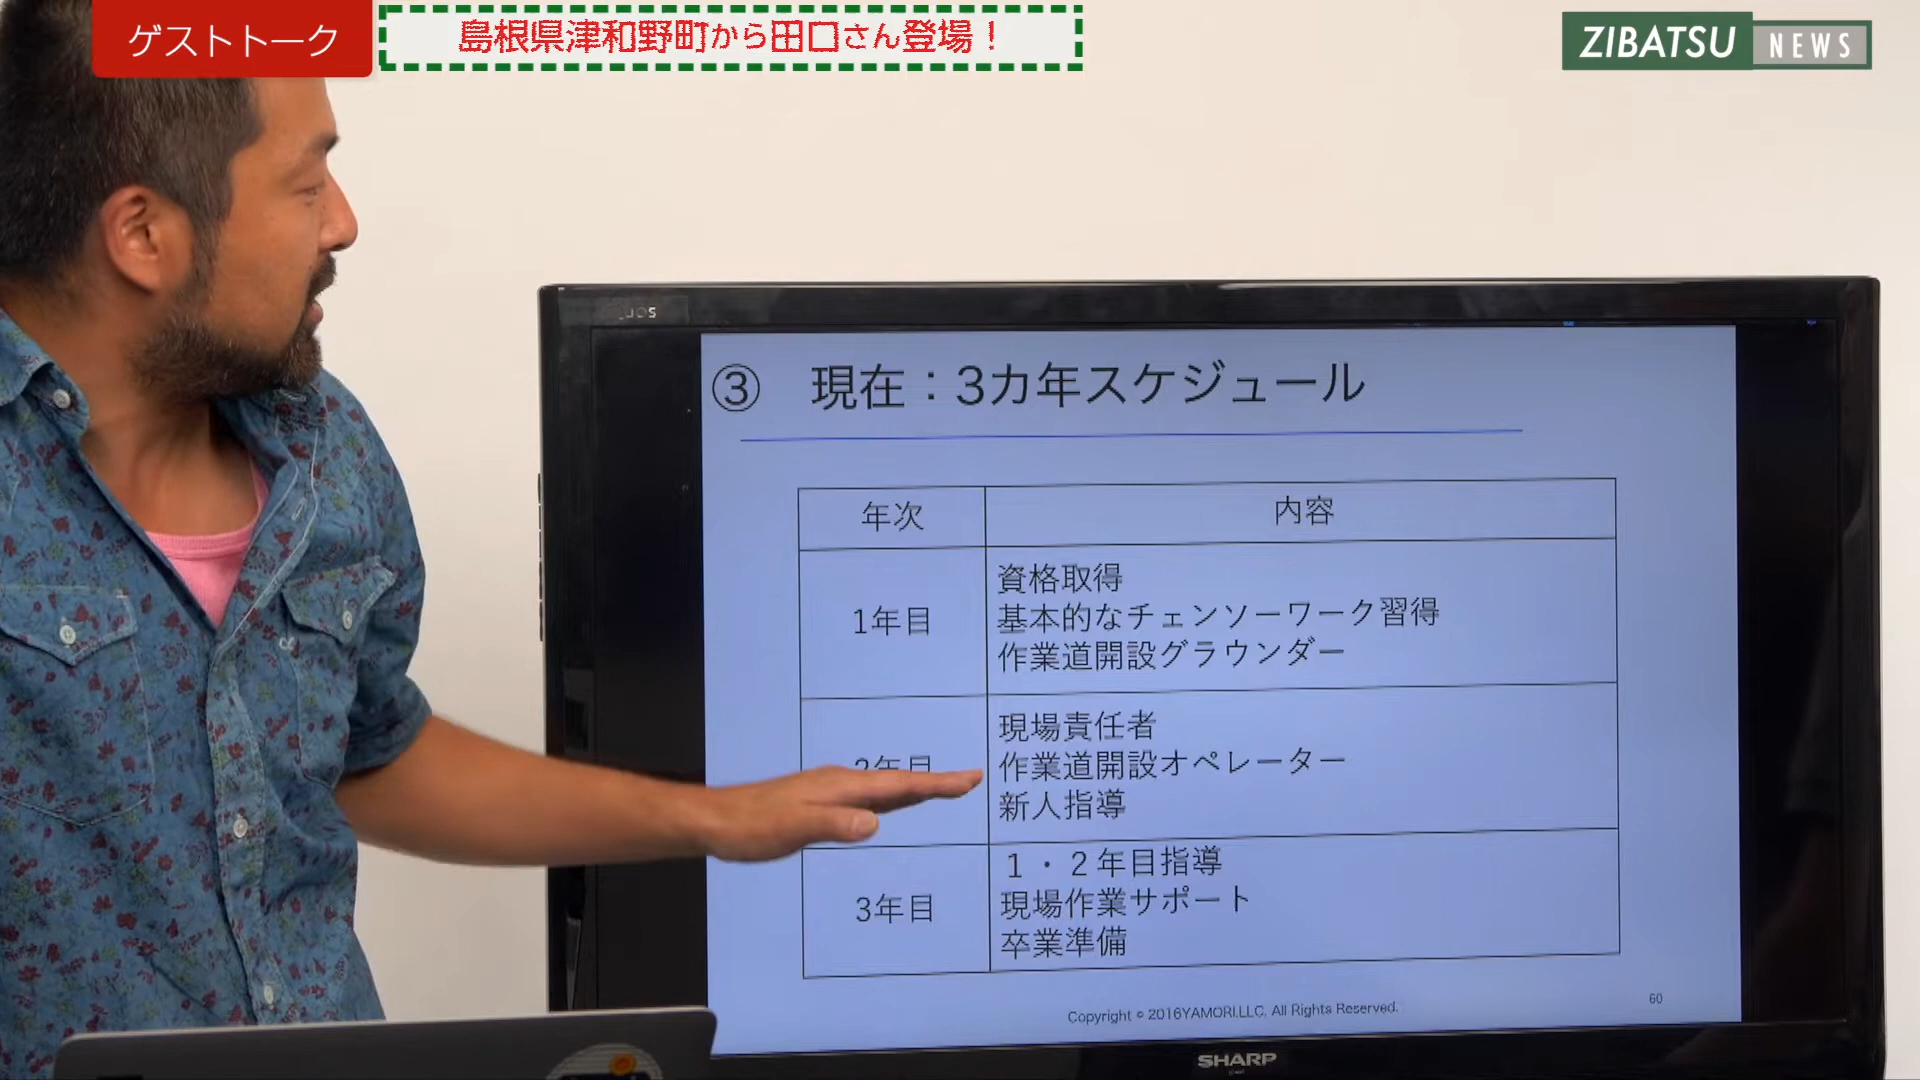 ゲストトーク
島根県津和野町から田口さん登場！
ZIBATSU NEWS
③ 現在：3カ年スケジュール
年次 内容
1年目
資格取得
基本的なチェンソーワーク習得
作業道開設グラウンダー
2年目
現場責任者
作業道開設オペレーター
新人指導
3年目
１・２年目指導
現場作業サポート
卒業準備
Copyright © 2016YAMORI.LLC. All Rights Reserved.
60
SHARP